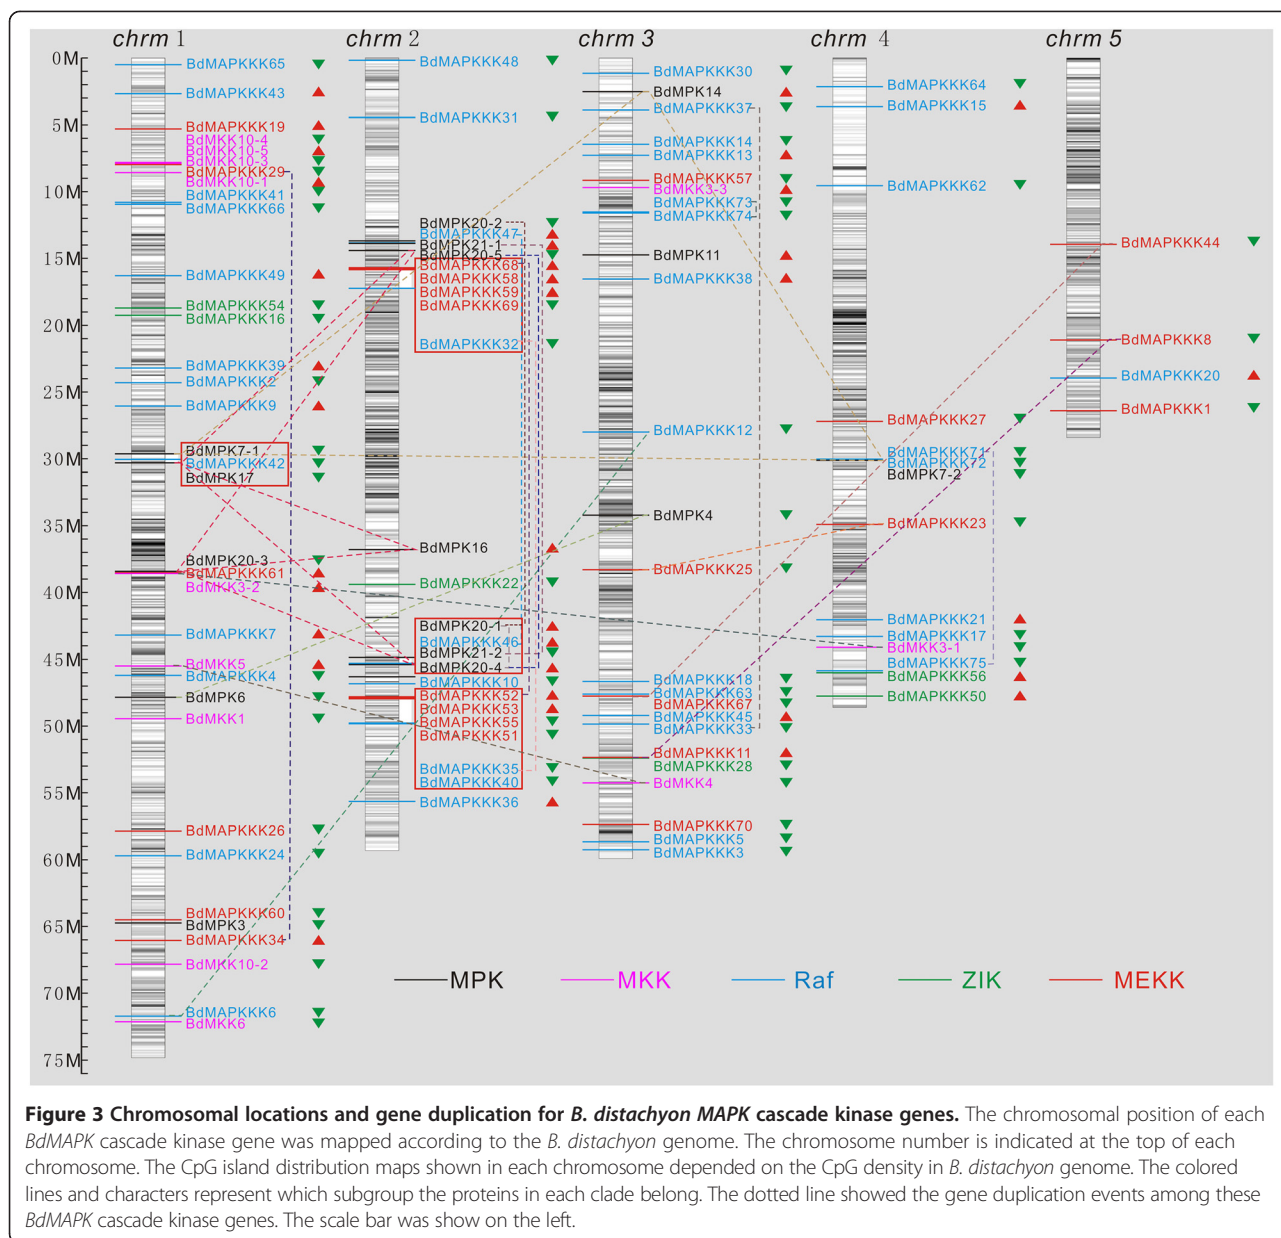 chrm 1
chrm 2
chrm 3
chrm 4
chrm 5
0M
5M
10M
15M
20M
25M
30M
35M
40M
45M
50M
55M
60M
65M
70M
75M
BdMAPKKK65
BdMAPKKK43
BdMAPKKK19
BdMKK10-4
BdMKK10-5
BdMKK10-3
BdMAPKKK29
BdMKK10-1
BdMAPKKK41
BdMAPKKK66
BdMAPKKK49
BdMAPKKK54
BdMAPKKK16
BdMAPKKK39
BdMAPKKK2
BdMAPKKK9
BdMPK7-1
BdMAPKKK42
BdMPK17
BdMPK20-3
BdMAPKKK61
BdMKK3-2
BdMAPKKK7
BdMKK5
BdMAPKKK4
BdMPK6
BdMKK1
BdMAPKKK26
BdMAPKKK24
BdMAPKKK60
BdMPK3
BdMAPKKK34
BdMKK10-2
BdMAPKKK6
BdMKK6
BdMAPKKK48
BdMAPKKK31
BdMPK20-2
BdMAPKKK47
BdMPK21-1
BdMPK20-5
BdMAPKKK68
BdMAPKKK58
BdMAPKKK59
BdMAPKKK69
BdMAPKKK32
BdMPK16
BdMAPKKK22
BdMPK20-1
BdMAPKKK46
BdMPK21-2
BdMPK20-4
BdMAPKKK10
BdMAPKKK52
BdMAPKKK53
BdMAPKKK55
BdMAPKKK51
BdMAPKKK35
BdMAPKKK40
BdMAPKKK36
BdMAPKKK30
BdMPK14
BdMAPKKK37
BdMAPKKK14
BdMAPKKK13
BdMAPKKK57
BdMKK3-3
BdMAPKKK73
BdMAPKKK74
BdMPK11
BdMAPKKK38
BdMAPKKK12
BdMPK4
BdMAPKKK25
BdMAPKKK18
BdMAPKKK63
BdMAPKKK67
BdMAPKKK45
BdMAPKKK33
BdMAPKKK11
BdMAPKKK28
BdMKK4
BdMAPKKK70
BdMAPKKK5
BdMAPKKK3
BdMAPKKK64
BdMAPKKK15
BdMAPKKK62
BdMAPKKK27
BdMAPKKK71
BdMAPKKK72
BdMPK7-2
BdMAPKKK23
BdMAPKKK21
BdMAPKKK17
BdMKK3-1
BdMAPKKK75
BdMAPKKK56
BdMAPKKK50
BdMAPKKK44
BdMAPKKK8
BdMAPKKK20
BdMAPKKK1
MPK
MKK
Raf
ZIK
MEKK
Figure 3 Chromosomal locations and gene duplication for B. distachyon MAPK cascade kinase genes. The chromosomal position of each
BdMAPK cascade kinase gene was mapped according to the B. distachyon genome. The chromosome number is indicated at the top of each
chromosome. The CpG island distribution maps shown in each chromosome depended on the CpG density in B. distachyon genome. The colored
lines and characters represent which subgroup the proteins in each clade belong. The dotted line showed the gene duplication events among these
BdMAPK cascade kinase genes. The scale bar was show on the left.